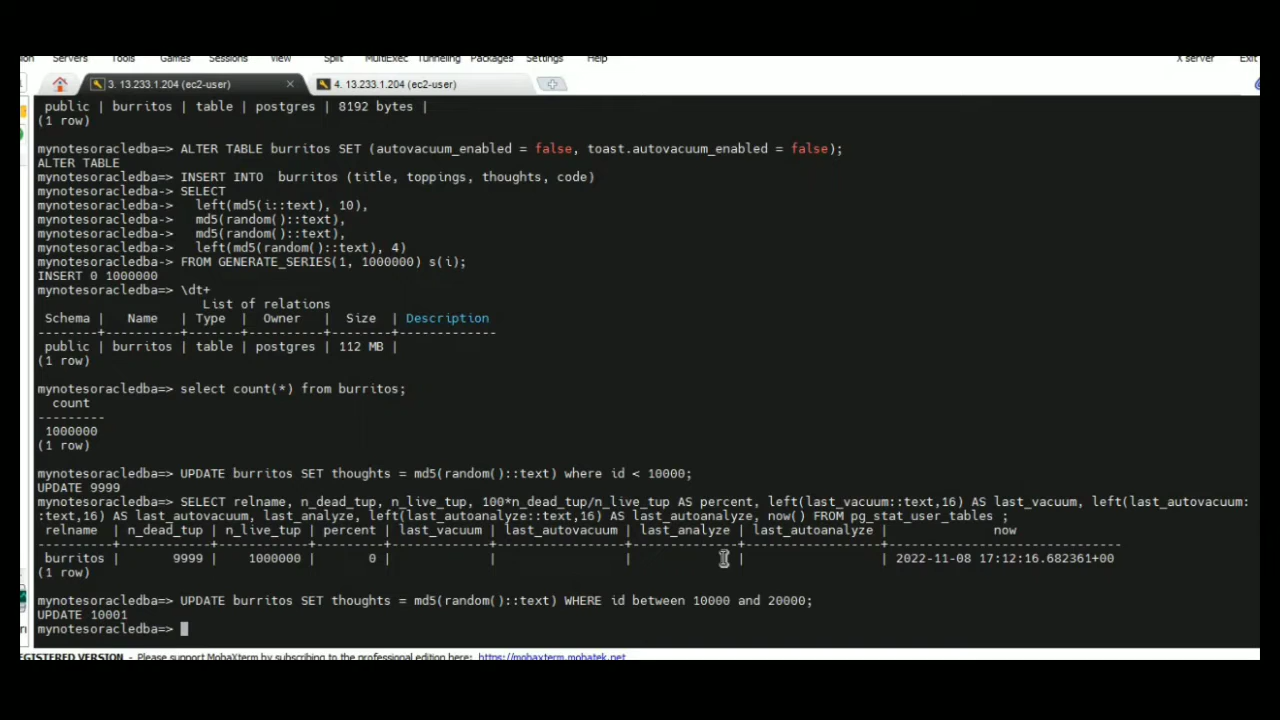 Servers Tools Games Sessions View Split MultiExec Tunneling Packages Settings Help X server Exit
3. 13.233.1.204 (ec2-user) 4. 13.233.1.204 (ec2-user)
public | burritos | table | postgres | 8192 bytes |
(1 row)
mynotesoracledba=> ALTER TABLE burritos SET (autovacuum_enabled = false, toast.autovacuum_enabled = false);
ALTER TABLE
mynotesoracledba=> INSERT INTO  burritos (title, toppings, thoughts, code)
mynotesoracledba-> SELECT
mynotesoracledba->   left(md5(i::text), 10),
mynotesoracledba->   md5(random()::text),
mynotesoracledba->   md5(random()::text),
mynotesoracledba->   left(md5(random()::text), 4)
mynotesoracledba-> FROM GENERATE_SERIES(1, 1000000) s(i);
INSERT 0 1000000
mynotesoracledba=> \dt+
List of relations
Schema | Name | Type | Owner | Size | Description
--------+----------+-------+----------+--------+-------------
public | burritos | table | postgres | 112 MB |
(1 row)
mynotesoracledba=> select count(*) from burritos;
count
---------
1000000
(1 row)
mynotesoracledba=> UPDATE burritos SET thoughts = md5(random()::text) where id < 10000;
UPDATE 9999
mynotesoracledba=> SELECT relname, n_dead_tup, n_live_tup, 100*n_dead_tup/n_live_tup AS percent, left(last_vacuum::text,16) AS last_vacuum, left(last_autovacuum:
:text,16) AS last_autovacuum, last_analyze, left(last_autoanalyze::text,16) AS last_autoanalyze, now() FROM pg_stat_user_tables ;
relname | n_dead_tup | n_live_tup | percent | last_vacuum | last_autovacuum | last_analyze | last_autoanalyze | now
----------+------------+------------+---------+-------------+-----------------+--------------+------------------+-------------------------------
burritos | 9999 | 1000000 | 0 | | | | | 2022-11-08 17:12:16.682361+00
(1 row)
mynotesoracledba=> UPDATE burritos SET thoughts = md5(random()::text) WHERE id between 10000 and 20000;
UPDATE 10001
mynotesoracledba=>
EGISTERED VERSION - Please support MobaXterm by subscribing to the professional edition here: https://mobaxterm.mobatek.net